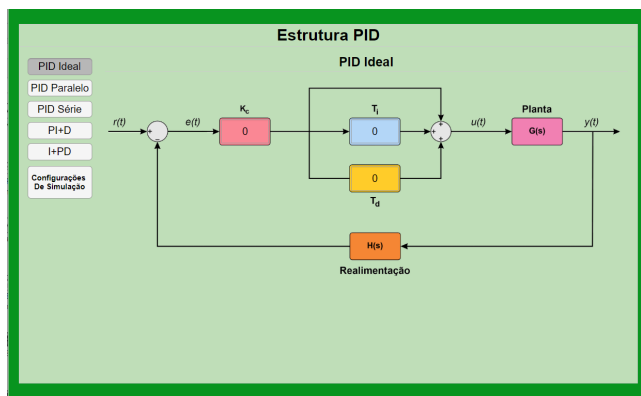 Estrutura PID
PID Ideal
PID Ideal
PID Paralelo
PID Série
PI+D
I+PD
Configurações
De Simulação
r(t)
+
−
e(t)
Kc
0
Ti
0
0
Td
+
+
+
u(t)
Planta
G(s)
y(t)
H(s)
Realimentação